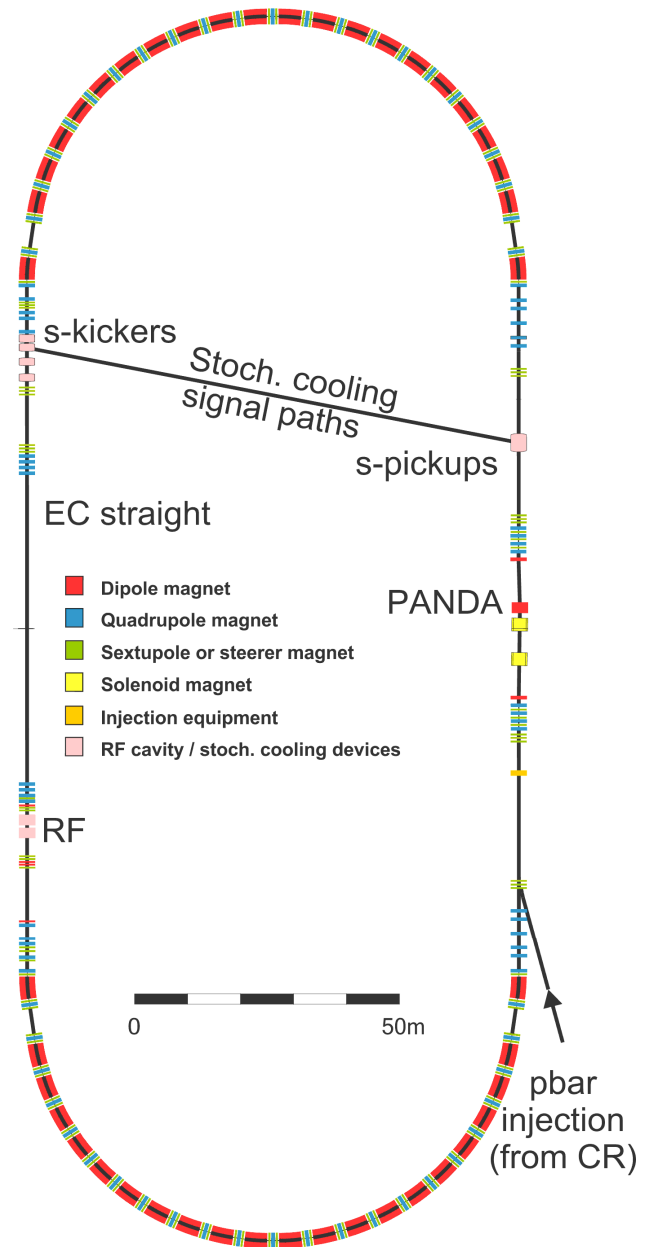 s-kickers
Stoch. cooling
signal paths
s-pickups
EC straight
PANDA
Dipole magnet
Quadrupole magnet
Sextupole or steerer magnet
Solenoid magnet
Injection equipment
RF cavity / stoch. cooling devices
RF
0
50m
pbar
injection
(from CR)